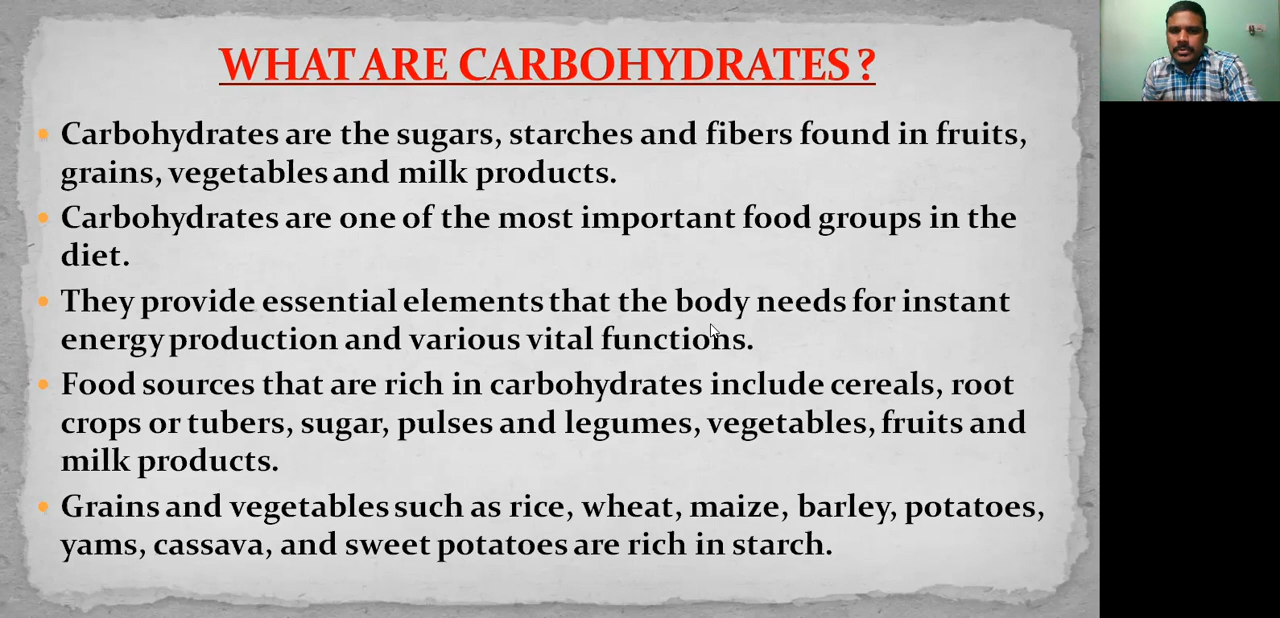 WHAT ARE CARBOHYDRATES ?
Carbohydrates are the sugars, starches and fibers found in fruits,
grains, vegetables and milk products.
Carbohydrates are one of the most important food groups in the
diet.
They provide essential elements that the body needs for instant
energy production and various vital functions.
Food sources that are rich in carbohydrates include cereals, root
crops or tubers, sugar, pulses and legumes, vegetables, fruits and
milk products.
Grains and vegetables such as rice, wheat, maize, barley, potatoes,
yams, cassava, and sweet potatoes are rich in starch.